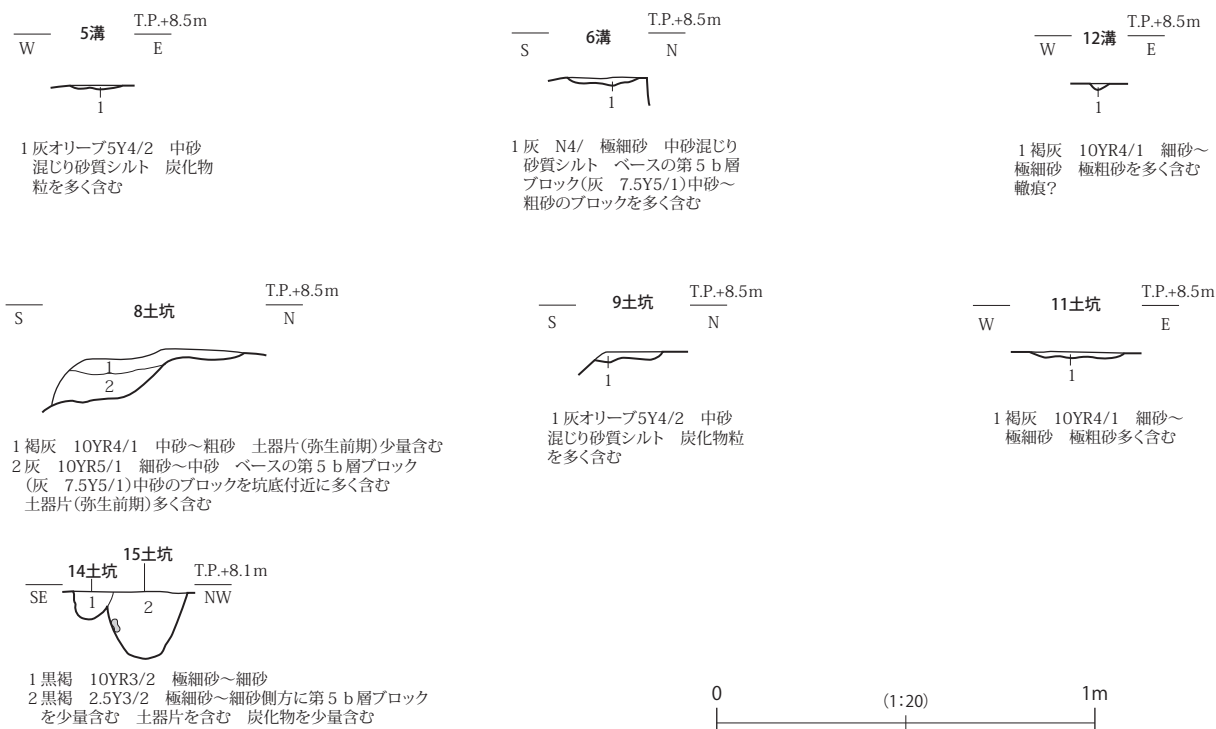 5溝
T.P.+8.5m
W
E
1
1 灰オリーブ5Y4/2　中砂
混じり砂質シルト　炭化物
粒を多く含む
6溝
T.P.+8.5m
S
N
1
1 灰　N4/　極細砂　中砂混じり
砂質シルト　ベースの第５ｂ層
ブロック(灰　7.5Y5/1)中砂～
粗砂のブロックを多く含む
12溝
T.P.+8.5m
W
E
1
1 褐灰　10YR4/1　細砂～
極細砂　極粗砂を多く含む
轍痕?
8土坑
T.P.+8.5m
S
N
1
2
1 褐灰　10YR4/1　中砂～粗砂　土器片(弥生前期)少量含む
2 灰　10YR5/1　細砂～中砂　ベースの第５ｂ層ブロック
(灰　7.5Y5/1)中砂のブロックを坑底付近に多く含む
土器片(弥生前期)多く含む
9土坑
T.P.+8.5m
S
N
1
1 灰オリーブ5Y4/2　中砂
混じり砂質シルト　炭化物粒
を多く含む
11土坑
T.P.+8.5m
W
E
1
1 褐灰　10YR4/1　細砂～
極細砂　極粗砂多く含む
15土坑
14土坑
T.P.+8.1m
SE
NW
1
2
1 黒褐　10YR3/2　極細砂～細砂
2 黒褐　2.5Y3/2　極細砂～細砂側方に第５ｂ層ブロック
を少量含む　土器片を含む　炭化物を少量含む
0
(1:20)
1m